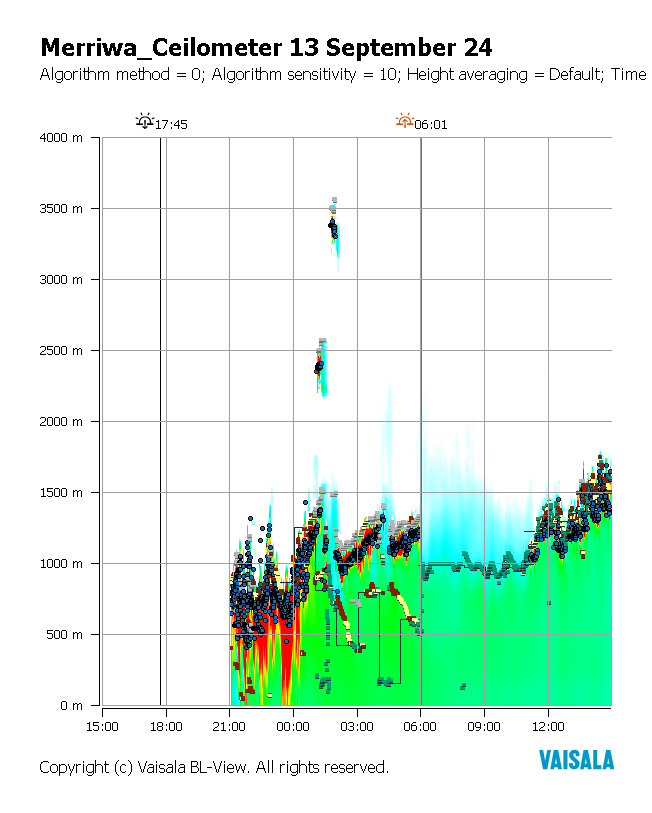 Merriwa_Ceilometer 13 September 24
Algorithm method = 0; Algorithm sensitivity = 10; Height averaging = Default; Time
17:45 06:01
4000 m
3500 m
3000 m
2500 m
2000 m
1500 m
1000 m
500 m
0 m
15:00 18:00 21:00 00:00 03:00 06:00 09:00 12:00
Copyright (c) Vaisala BL-View. All rights reserved.
VAISALA